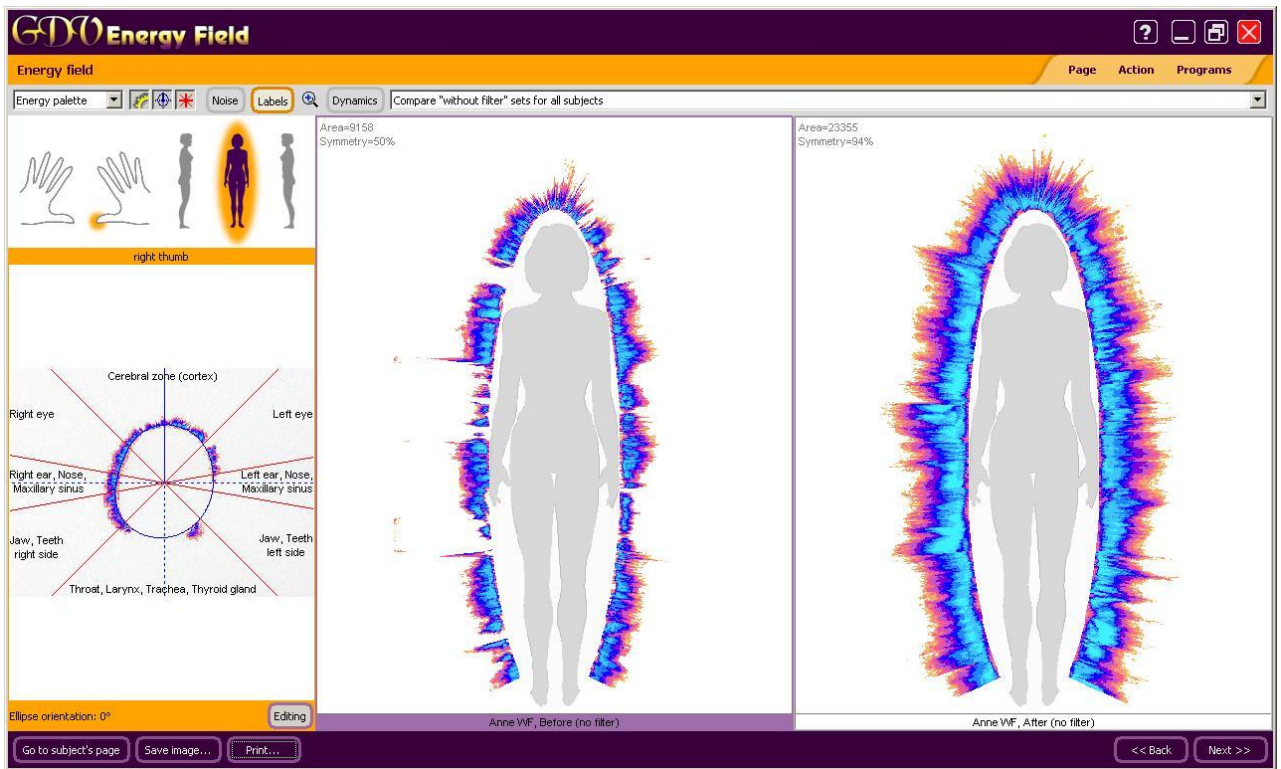 GDV Energy Field
Energy field
Page Action Programs
Energy palette
Noise
Labels
Dynamics
Compare "without filter" sets for all subjects
right thumb
Cerebral zone (cortex)
Right eye
Left eye
Right ear, Nose,
Maxillary sinus
Left ear, Nose,
Maxillary sinus
Jaw, Teeth
right side
Jaw, Teeth
left side
Throat, Larynx, Trachea, Thyroid gland
Ellipse orientation: 0°
Editing
Area=9158
Symmetry=50%
Anne WF, Before (no filter)
Area=23355
Symmetry=94%
Anne WF, After (no filter)
Go to subject's page
Save image...
Print...
<< Back
Next >>